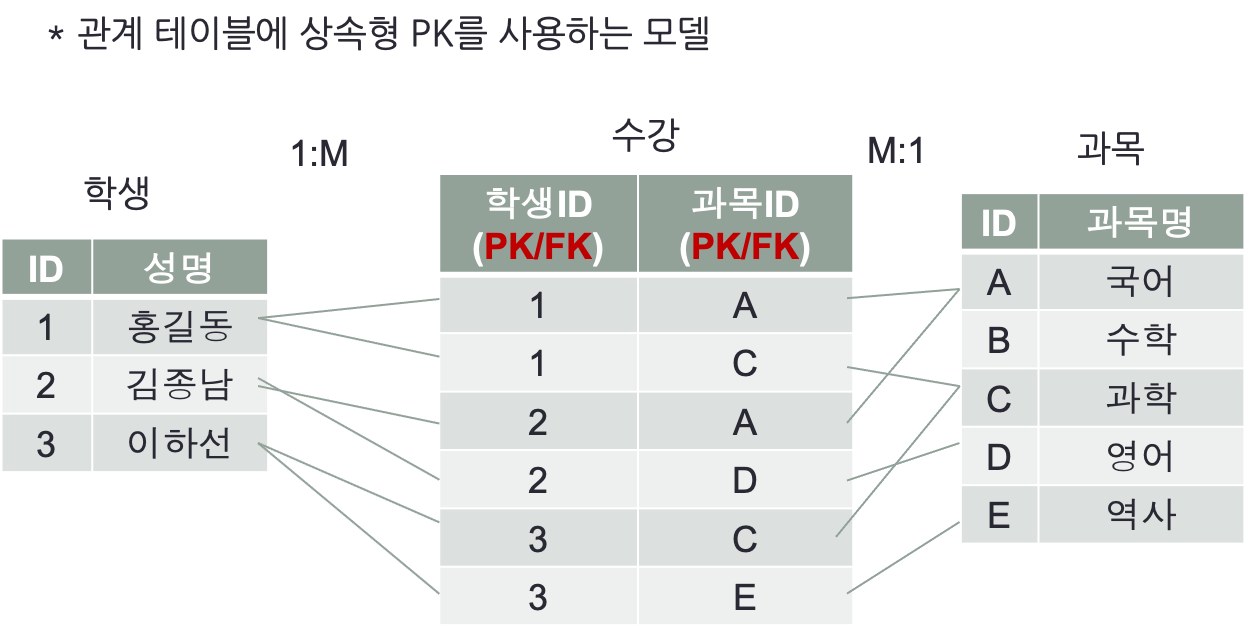 * 관계 테이블에 상속형 PK를 사용하는 모델
학생
ID 성명
1 홍길동
2 김종남
3 이하선
1:M
수강
학생ID 과목ID
(PK/FK) (PK/FK)
1 A
1 C
2 A
2 D
3 C
3 E
M:1
과목
ID 과목명
A 국어
B 수학
C 과학
D 영어
E 역사